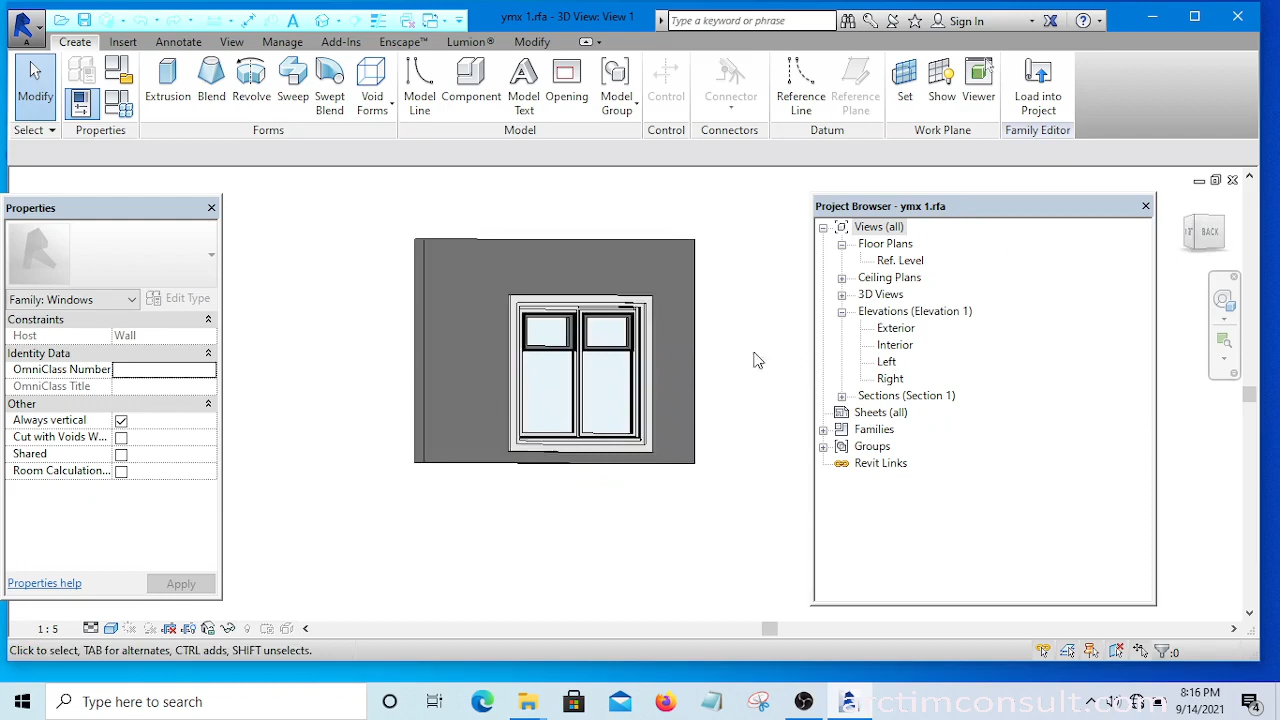 ymx 1.rfa - 3D View: View 1
Type a keyword or phrase
Sign In
Create Insert Annotate View Manage Add-Ins Enscape™ Lumion® Modify
Modify
Extrusion Blend Revolve Sweep Swept Blend Void Forms
Model Line Component Model Text Opening Model Group
Control Connector
Reference Line Reference Plane
Set Show Viewer
Load into Project
Select Properties Forms Model Control Connectors Datum Work Plane Family Editor
Properties
Family: Windows
Edit Type
Constraints
Host Wall
Identity Data
OmniClass Number
OmniClass Title
Other
Always vertical
Cut with Voids W...
Shared
Room Calculation...
Properties help
Apply
Project Browser - ymx 1.rfa
Views (all)
Floor Plans
Ref. Level
Ceiling Plans
3D Views
Elevations (Elevation 1)
Exterior
Interior
Left
Right
Sections (Section 1)
Sheets (all)
Families
Groups
Revit Links
BACK
1 : 5
Click to select, TAB for alternates, CTRL adds, SHIFT unselects.
:0
Type here to search
arctimconsult.com
8:16 PM
9/14/2021
4